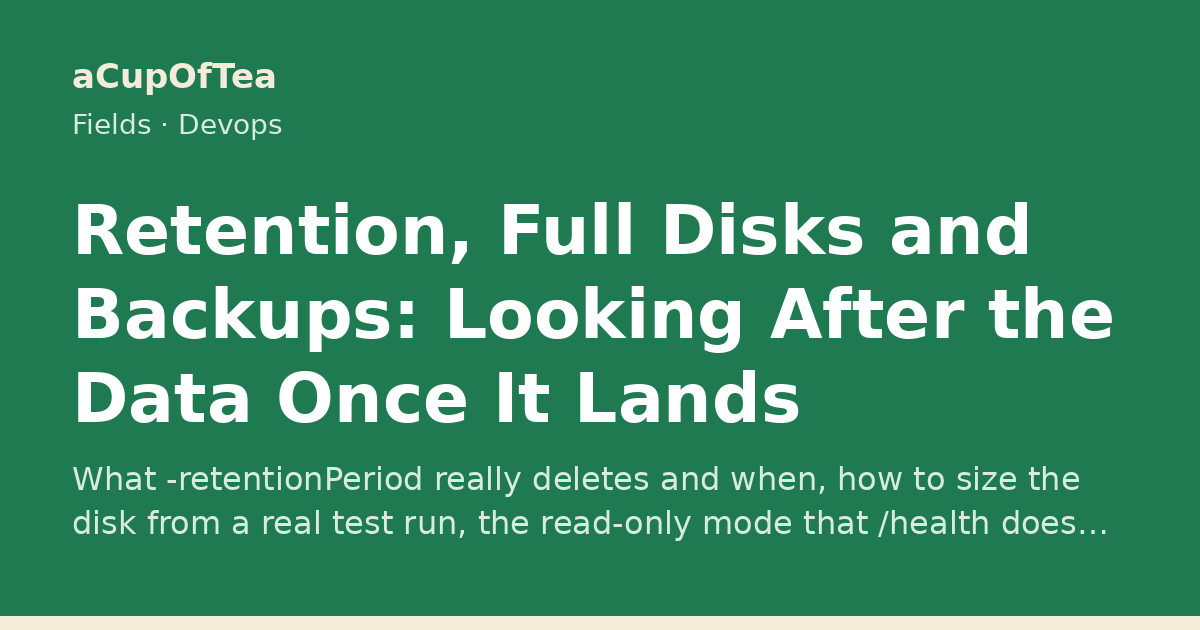 aCupOfTea
Fields · Devops
Retention, Full Disks and
Backups: Looking After the
Data Once It Lands
What -retentionPeriod really deletes and when, how to size the
disk from a real test run, the read-only mode that /health does…